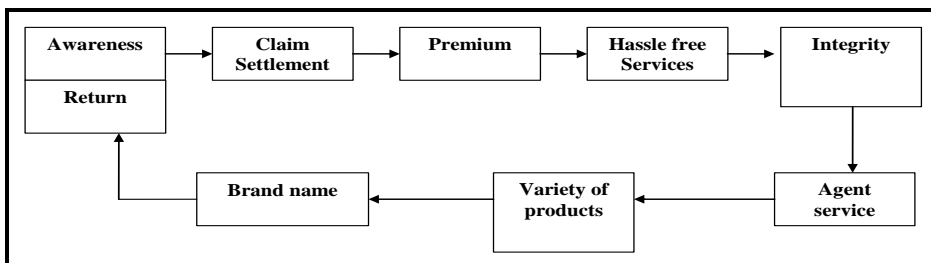 Awareness
Return
Claim
Settlement
Premium
Hassle free
Services
Integrity
Brand name
Variety of
products
Agent
service